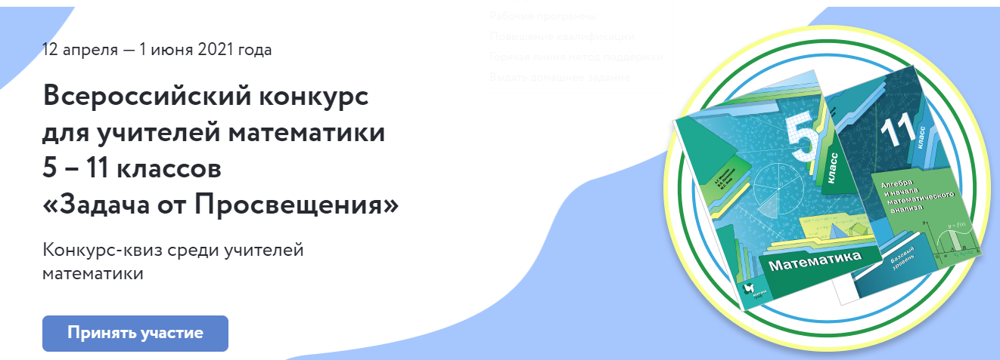 12 апреля — 1 июня 2021 года
Всероссийский конкурс
для учителей математики
5 – 11 классов
«Задача от Просвещения»
Конкурс-квиз среди учителей
математики
Принять участие
Рабочие программы
Повышение квалификации
Горячая линия метод поддержки
Выдать домашнее задание
5
класс
Математика
11
класс
Алгебра
и начала
математического
анализа
y = f(x)
Базовый
уровень